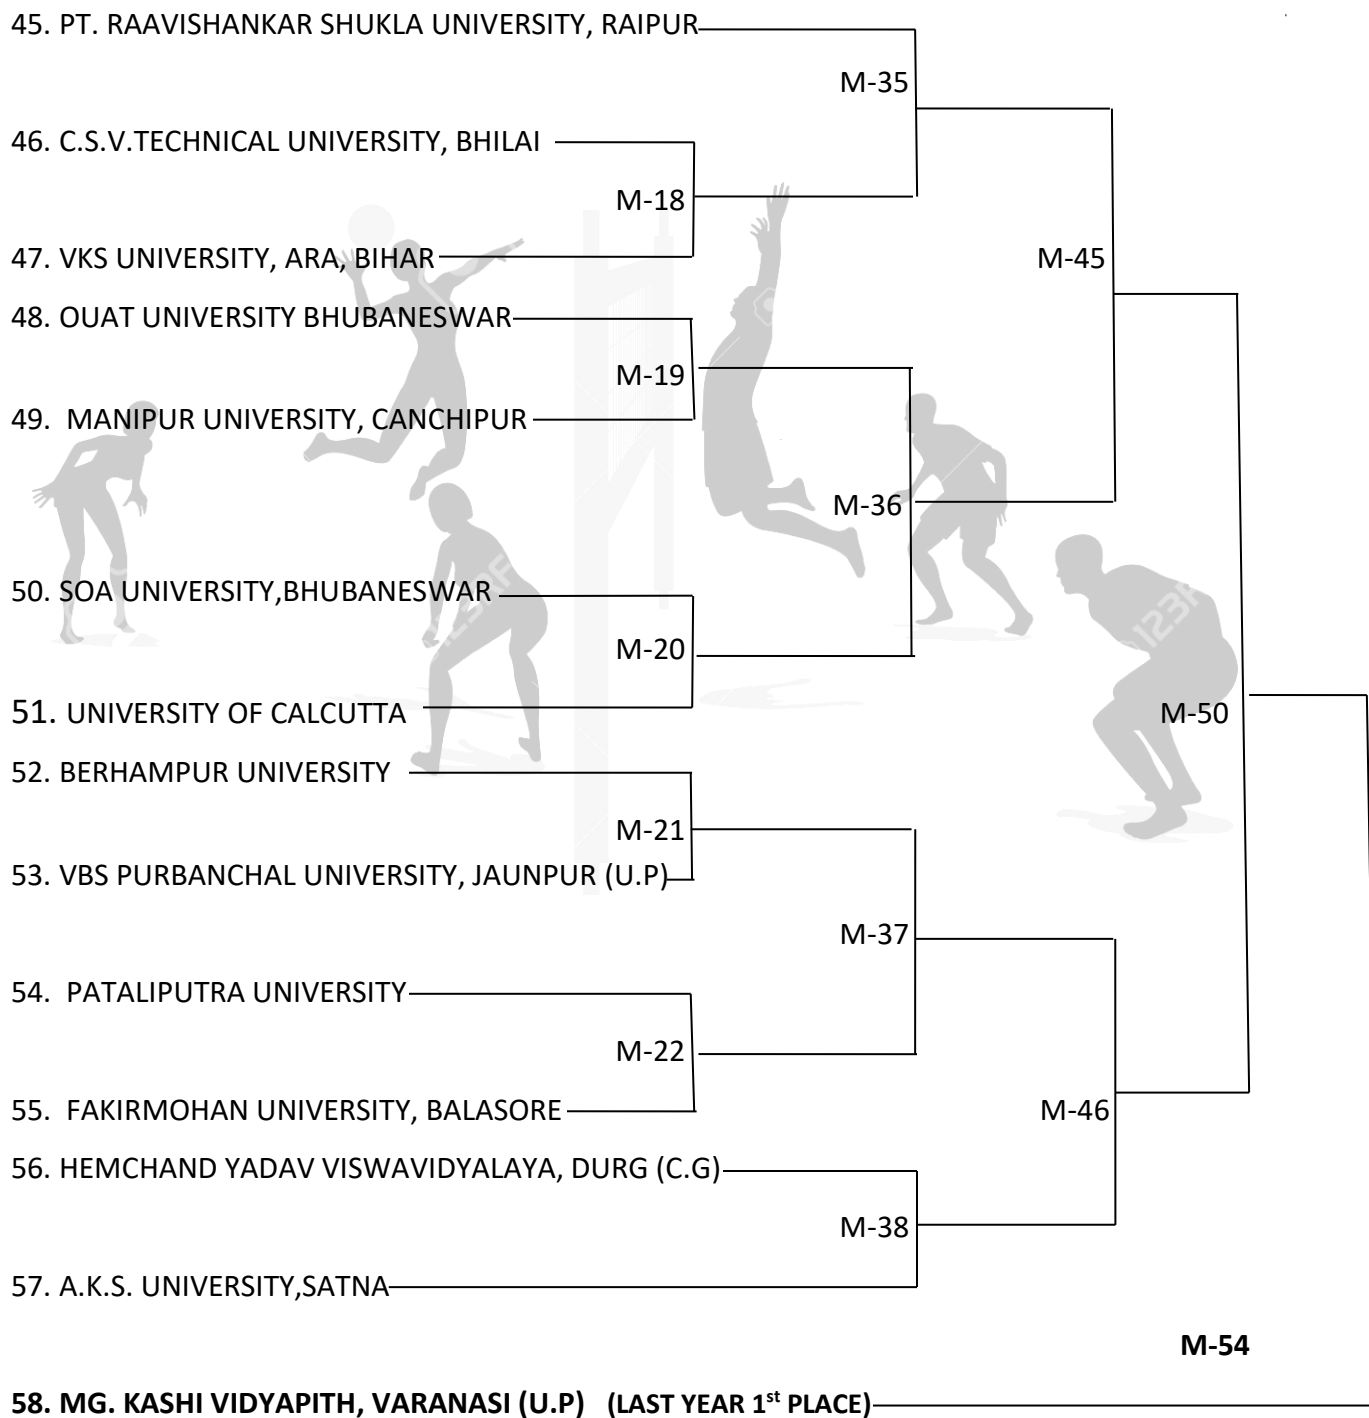 45. PT. RAAVISHANKAR SHUKLA UNIVERSITY, RAIPUR
M-35
46. C.S.V.TECHNICAL UNIVERSITY, BHILAI
M-18
47. VKS UNIVERSITY, ARA, BIHAR
M-45
48. OUAT UNIVERSITY BHUBANESWAR
M-19
49. MANIPUR UNIVERSITY, CANCHIPUR
M-36
50. SOA UNIVERSITY,BHUBANESWAR
M-20
51. UNIVERSITY OF CALCUTTA
M-50
52. BERHAMPUR UNIVERSITY
M-21
53. VBS PURBANCHAL UNIVERSITY, JAUNPUR (U.P)
M-37
54. PATALIPUTRA UNIVERSITY
M-22
55. FAKIRMOHAN UNIVERSITY, BALASORE
M-46
56. HEMCHAND YADAV VISWAVIDYALAYA, DURG (C.G)
M-38
57. A.K.S. UNIVERSITY,SATNA
M-54
58. MG. KASHI VIDYAPITH, VARANASI (U.P) (LAST YEAR 1st PLACE)